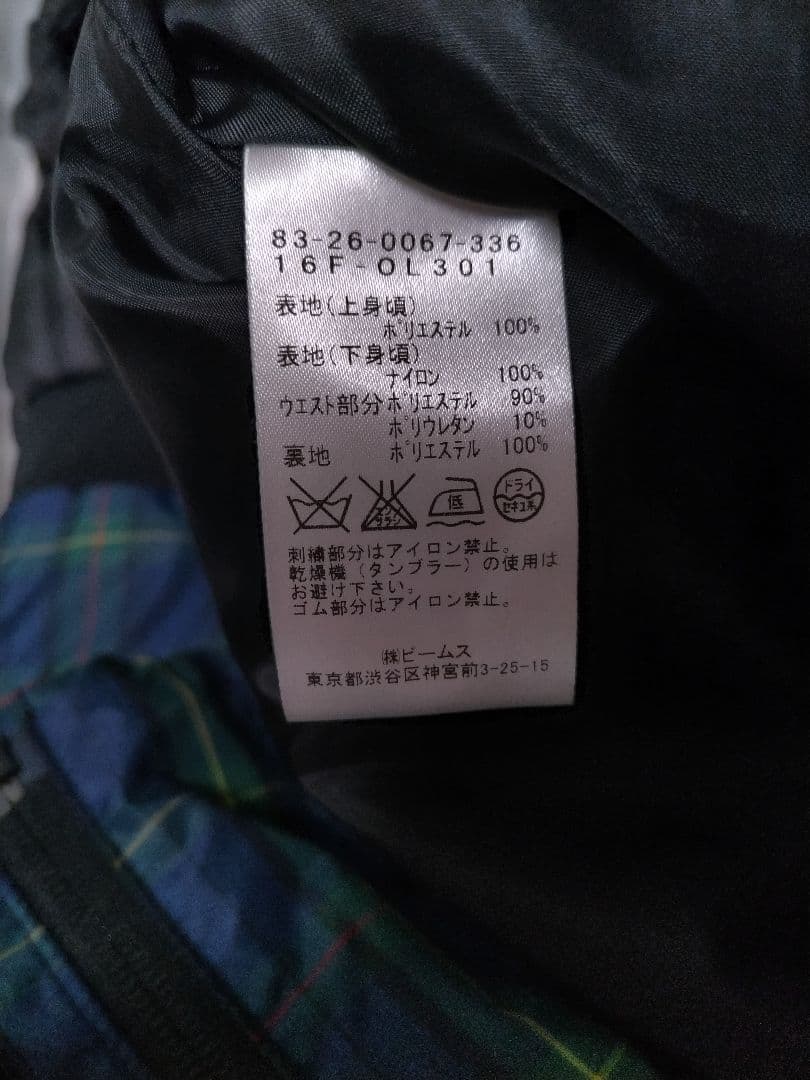 83-26-0067-336
16F-OL301
表地(上身頃)
ポリエステル 100%
表地(下身頃)
ナイロン 100%
ウエスト部分 ポリエステル 90%
ポリウレタン 10%
裏地 ポリエステル 100%
エンソサラシ 低 ドライ
セキユ系
刺繍部分はアイロン禁止。
乾燥機(タンブラー)の使用は
お避け下さい。
ゴム部分はアイロン禁止。
㈱ビームス
東京都渋谷区神宮前3-25-15